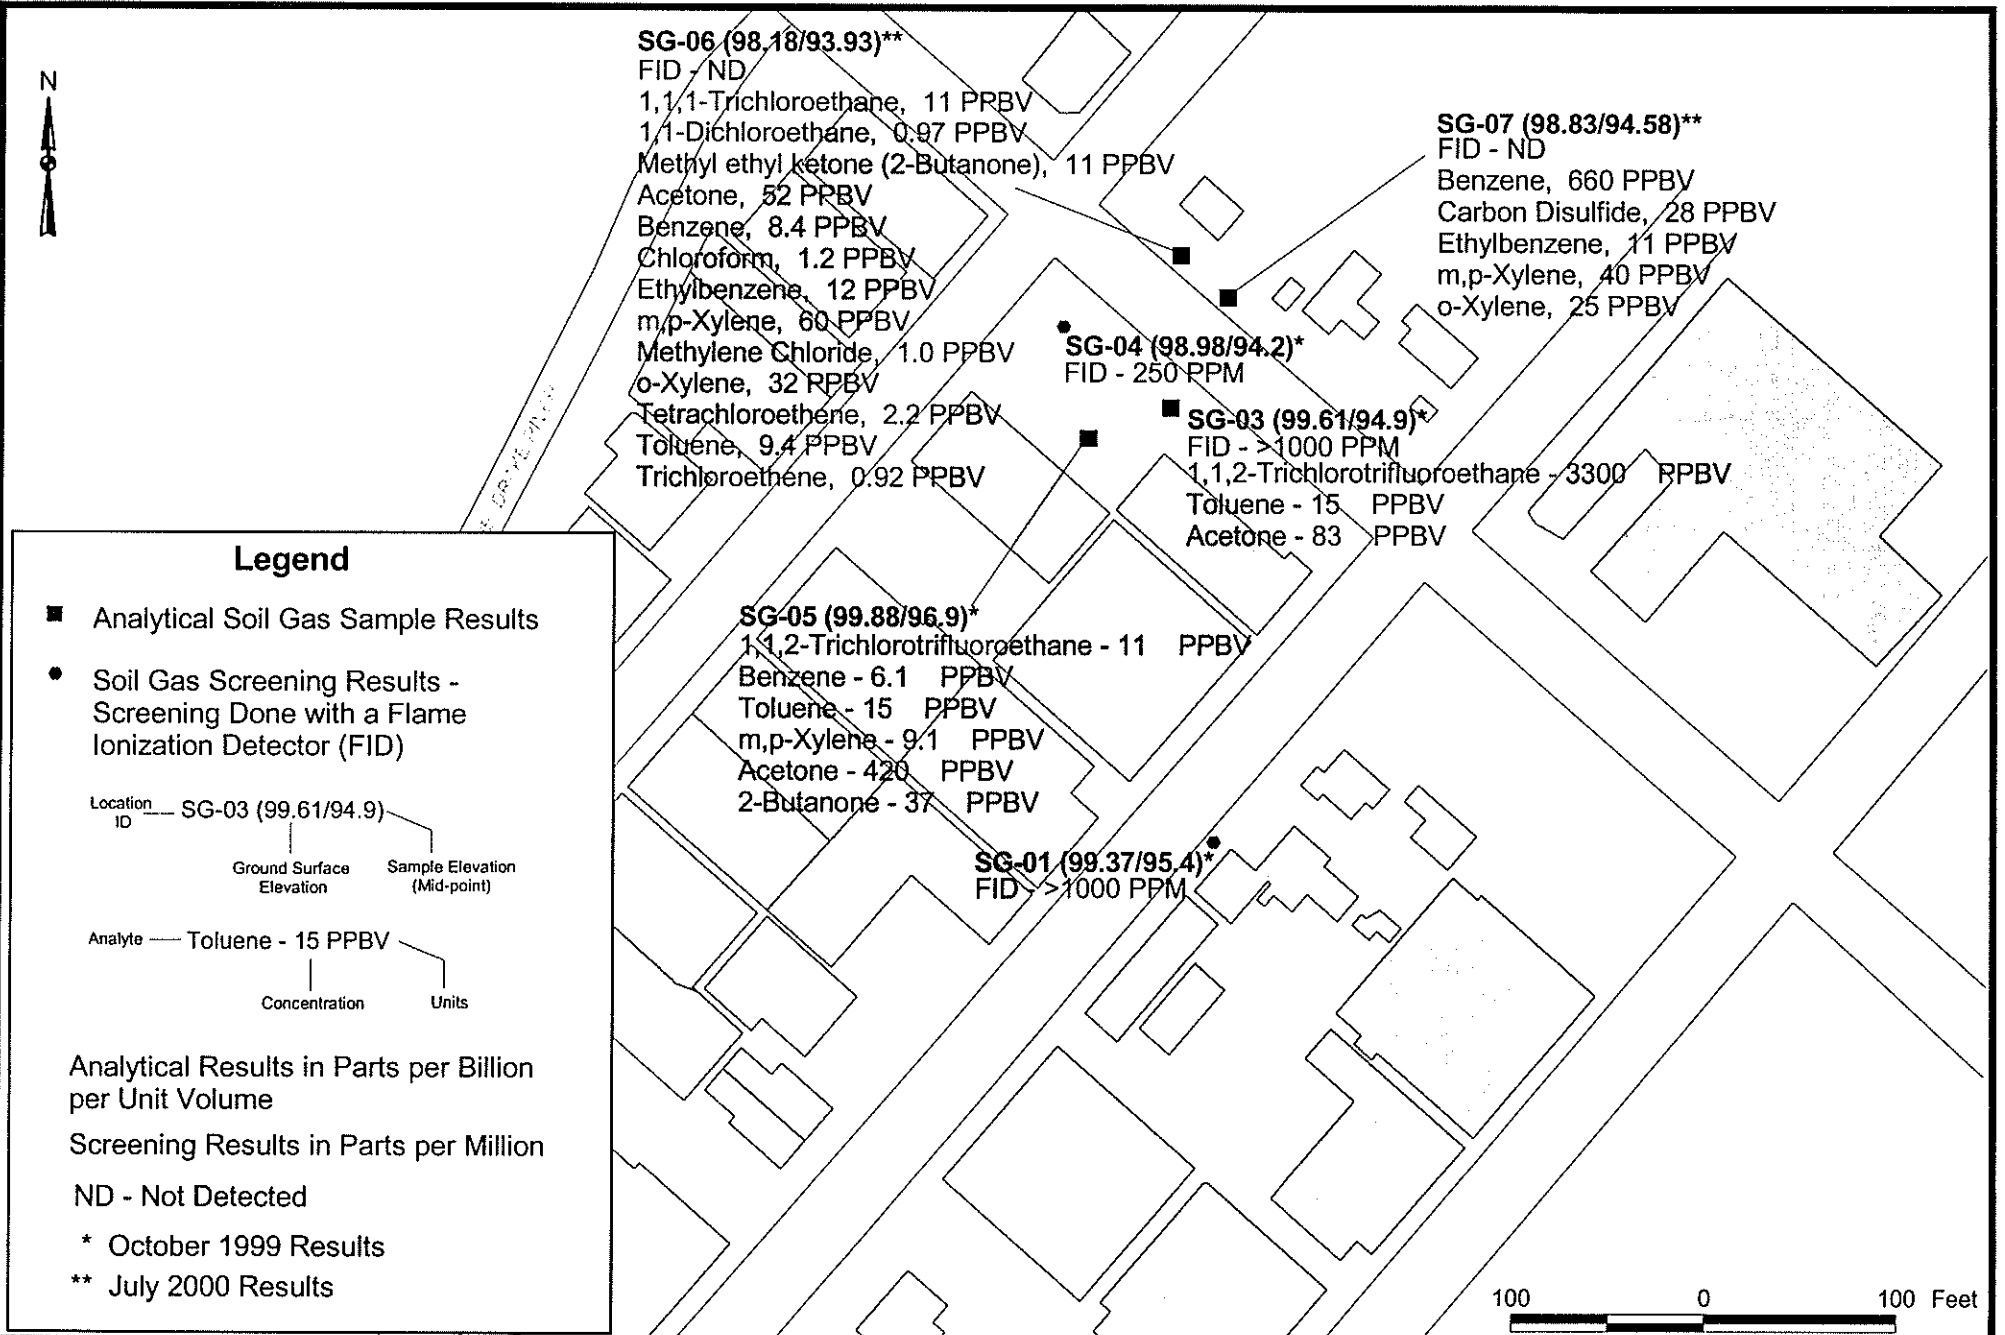 N
SG-06 (98.18/93.93)**
FID - ND
1,1,1-Trichloroethane, 11 PPBV
1,1-Dichloroethane, 0.97 PPBV
Methyl ethyl ketone (2-Butanone), 11 PPBV
Acetone, 52 PPBV
Benzene, 8.4 PPBV
Chloroform, 1.2 PPBV
Ethylbenzene, 12 PPBV
m,p-Xylene, 60 PPBV
Methylene Chloride, 1.0 PPBV
o-Xylene, 32 PPBV
Tetrachloroethene, 2.2 PPBV
Toluene, 9.4 PPBV
Trichloroethene, 0.92 PPBV
SG-07 (98.83/94.58)**
FID - ND
Benzene, 660 PPBV
Carbon Disulfide, 28 PPBV
Ethylbenzene, 11 PPBV
m,p-Xylene, 40 PPBV
o-Xylene, 25 PPBV
SG-04 (98.98/94.2)*
FID - 250 PPM
SG-03 (99.61/94.9)*
FID - >1000 PPM
1,1,2-Trichlorotrifluoroethane - 3300 PPBV
Toluene - 15 PPBV
Acetone - 83 PPBV
SG-05 (99.88/96.9)*
1,1,2-Trichlorotrifluoroethane - 11 PPBV
Benzene - 6.1 PPBV
Toluene - 15 PPBV
m,p-Xylene - 9.1 PPBV
Acetone - 420 PPBV
2-Butanone - 37 PPBV
SG-01 (99.37/95.4)*
FID - >1000 PPM
Legend
Analytical Soil Gas Sample Results
Soil Gas Screening Results -
Screening Done with a Flame
Ionization Detector (FID)
Location
ID
SG-03 (99.61/94.9)
Ground Surface
Elevation
Sample Elevation
(Mid-point)
Analyte
Toluene - 15 PPBV
Concentration
Units
Analytical Results in Parts per Billion
per Unit Volume
Screening Results in Parts per Million
ND - Not Detected
* October 1999 Results
** July 2000 Results
100 0 100 Feet